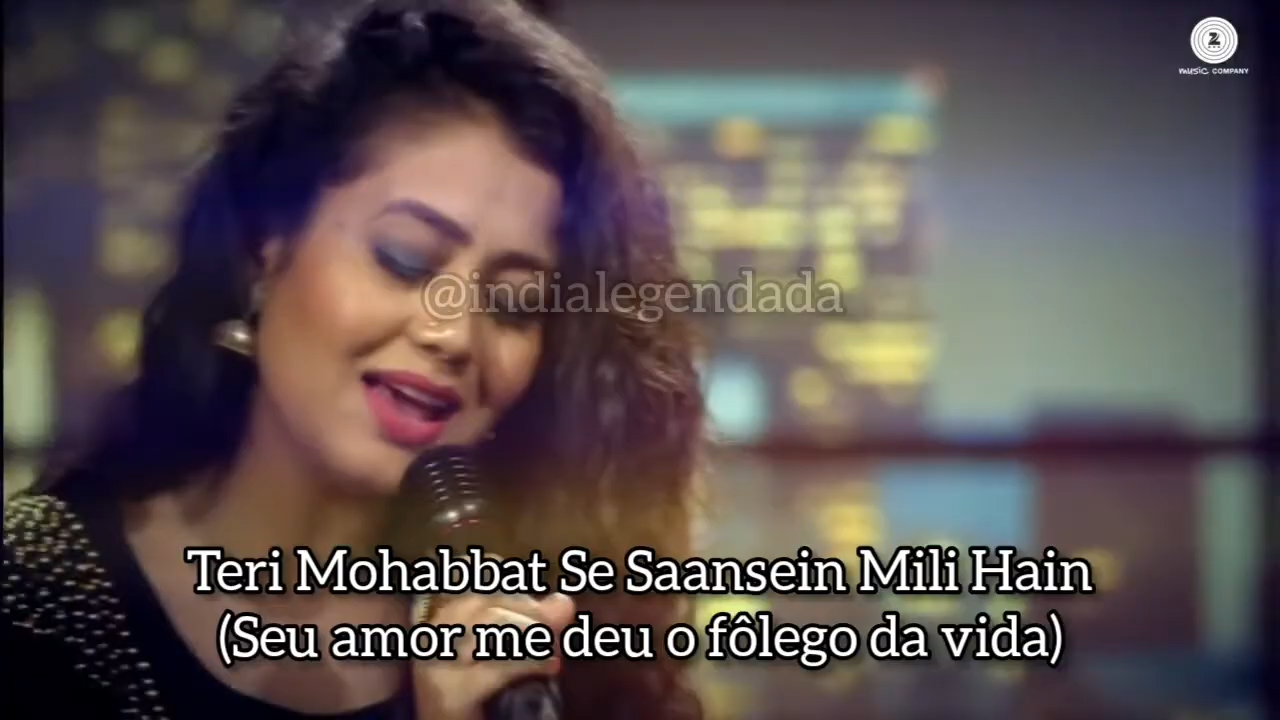 Z
music COMPANY
@indialegendada
Teri Mohabbat Se Saansein Mili Hain
(Seu amor me deu o fôlego da vida)